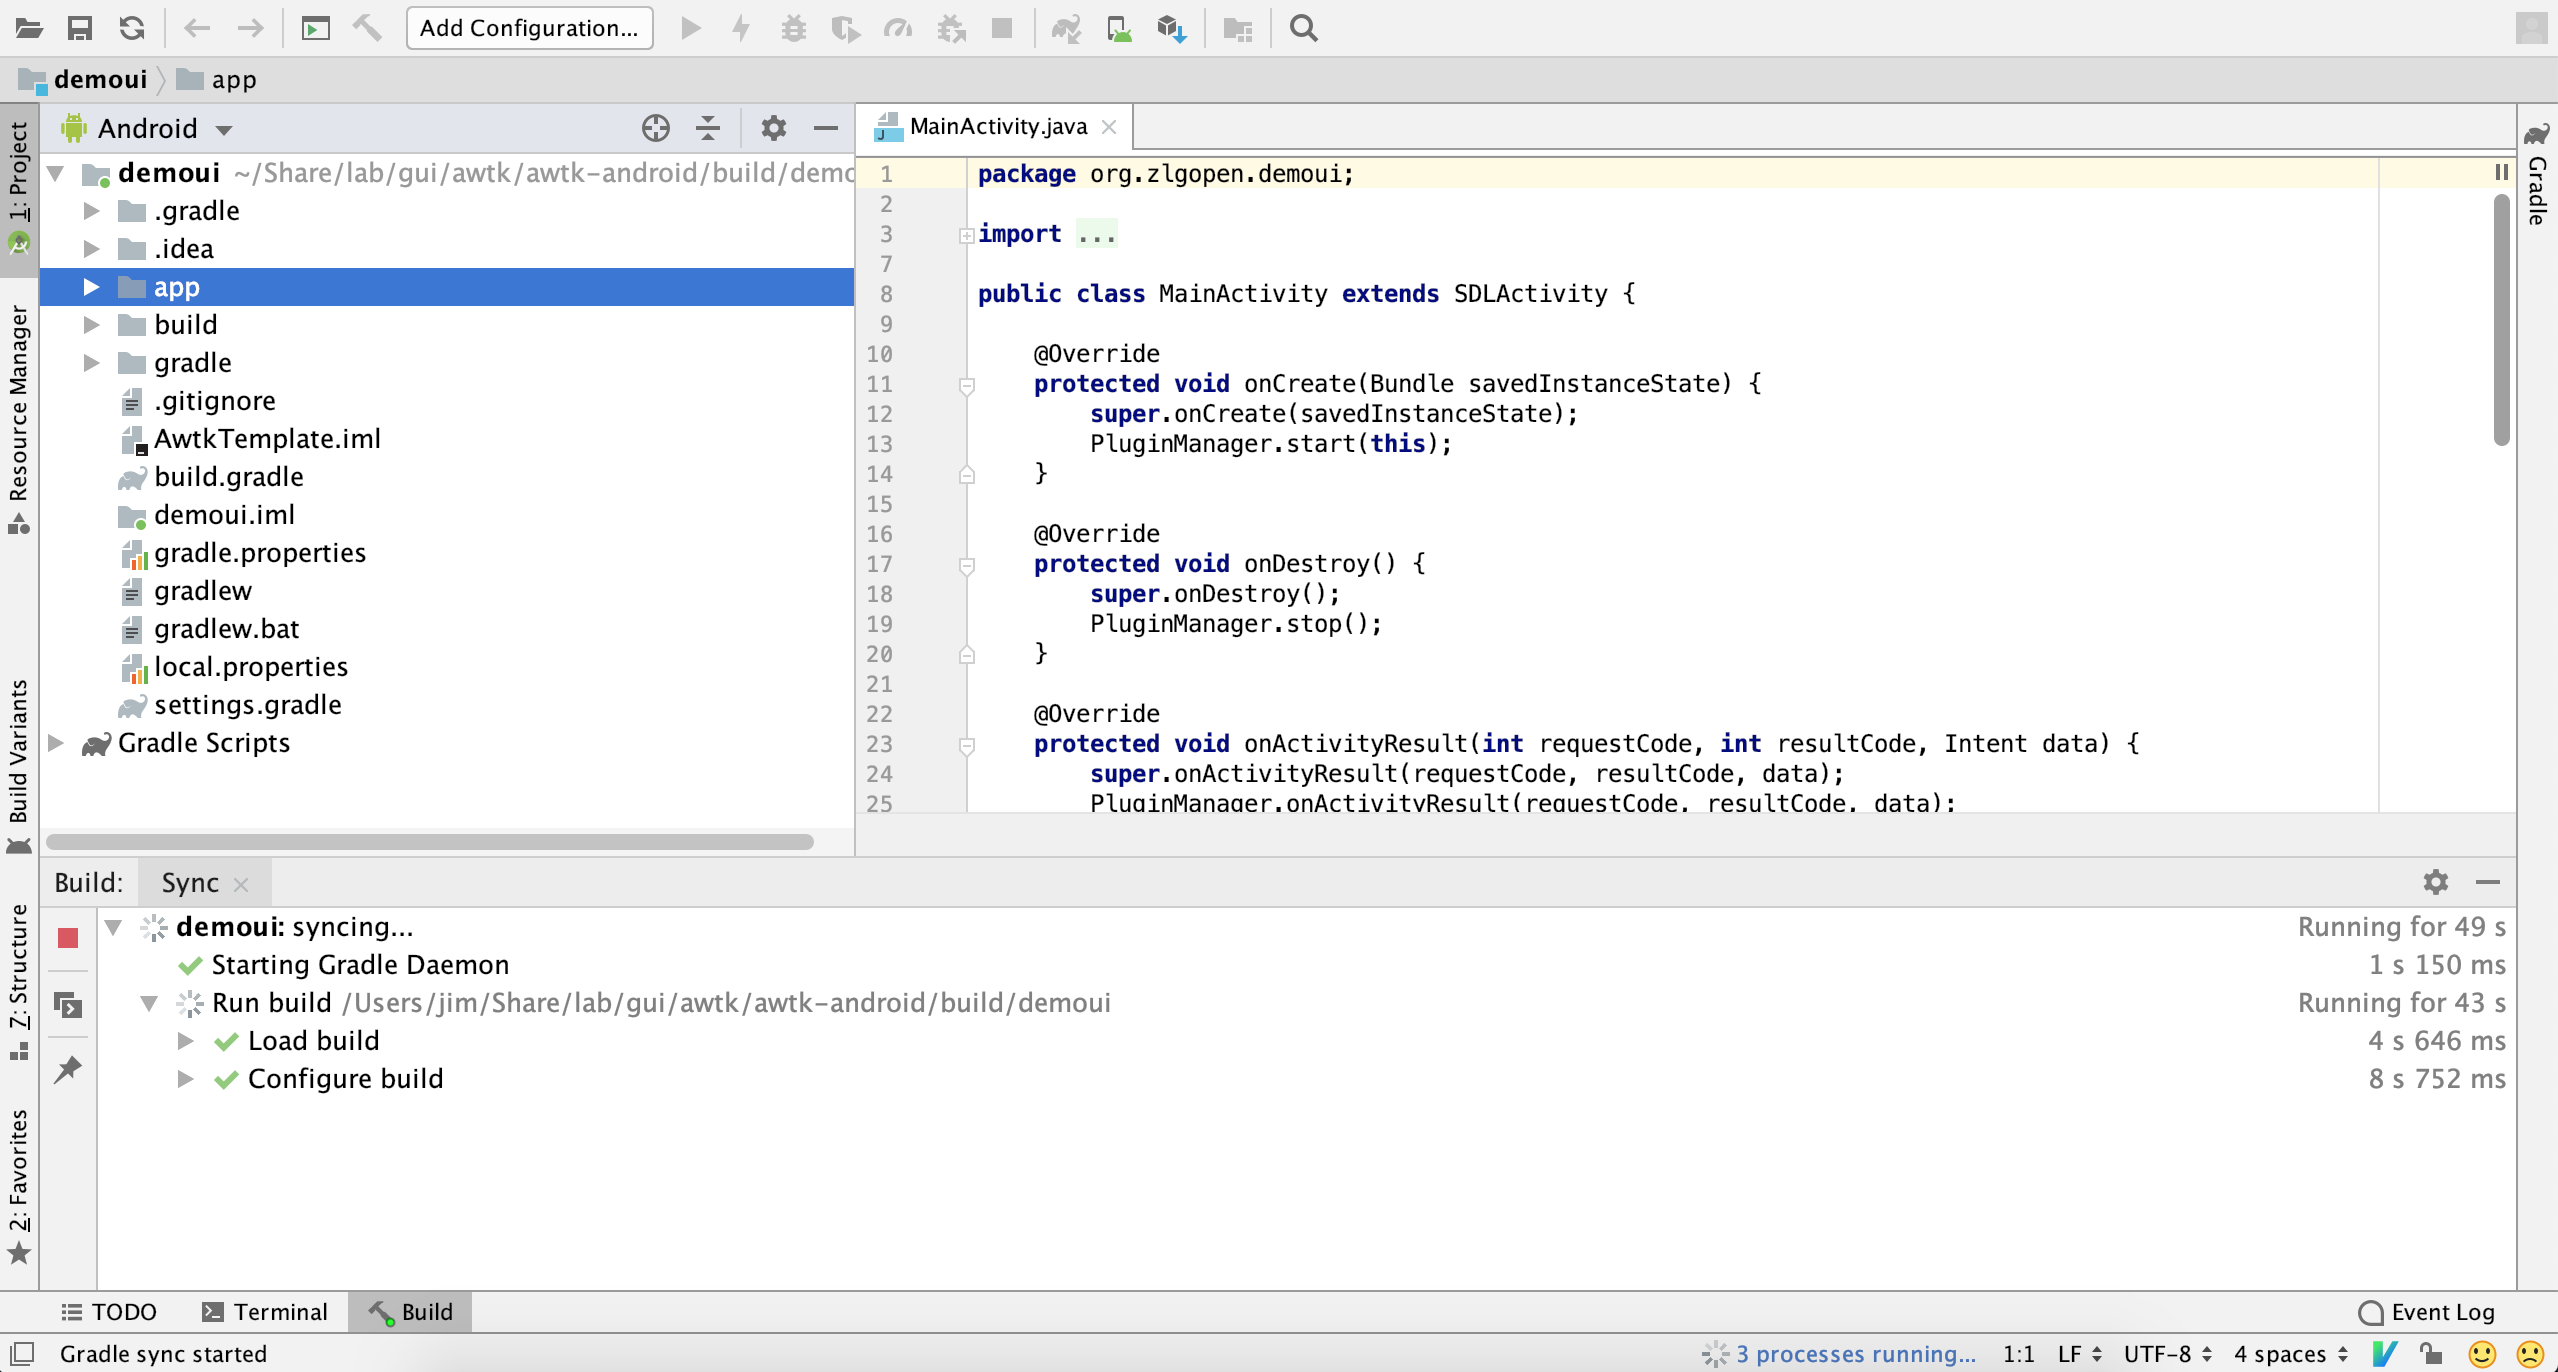 Add Configuration...
demoui app
Android
1: Project
Resource Manager
Build Variants
7: Structure
2: Favorites
demoui ~/Share/lab/gui/awtk/awtk-android/build/demo
.gradle
.idea
app
build
gradle
.gitignore
AwtkTemplate.iml
build.gradle
demoui.iml
gradle.properties
gradlew
gradlew.bat
local.properties
settings.gradle
Gradle Scripts
MainActivity.java
1 package org.zlgopen.demoui;
2
3 import ...
7
8 public class MainActivity extends SDLActivity {
9
10 @Override
11 protected void onCreate(Bundle savedInstanceState) {
12 super.onCreate(savedInstanceState);
13 PluginManager.start(this);
14 }
15
16 @Override
17 protected void onDestroy() {
18 super.onDestroy();
19 PluginManager.stop();
20 }
21
22 @Override
23 protected void onActivityResult(int requestCode, int resultCode, Intent data) {
24 super.onActivityResult(requestCode, resultCode, data);
25 PluginManager.onActivityResult(requestCode, resultCode, data);
Gradle
Build: Sync
demoui: syncing... Running for 49 s
Starting Gradle Daemon 1 s 150 ms
Run build /Users/jim/Share/lab/gui/awtk/awtk-android/build/demoui Running for 43 s
Load build 4 s 646 ms
Configure build 8 s 752 ms
TODO Terminal Build Event Log
Gradle sync started 3 processes running... 1:1 LF UTF-8 4 spaces